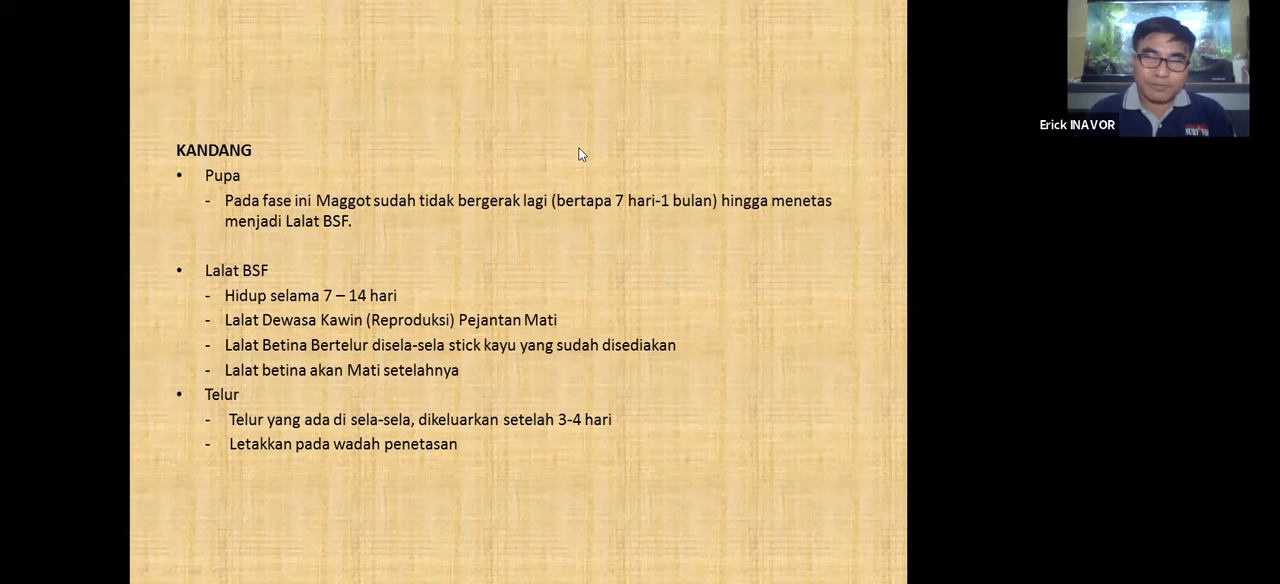 KANDANG
• Pupa
- Pada fase ini Maggot sudah tidak bergerak lagi (bertapa 7 hari-1 bulan) hingga menetas
menjadi Lalat BSF.
• Lalat BSF
- Hidup selama 7 – 14 hari
- Lalat Dewasa Kawin (Reproduksi) Pejantan Mati
- Lalat Betina Bertelur disela-sela stick kayu yang sudah disediakan
- Lalat betina akan Mati setelahnya
• Telur
- Telur yang ada di sela-sela, dikeluarkan setelah 3-4 hari
- Letakkan pada wadah penetasan
Erick INAVOR